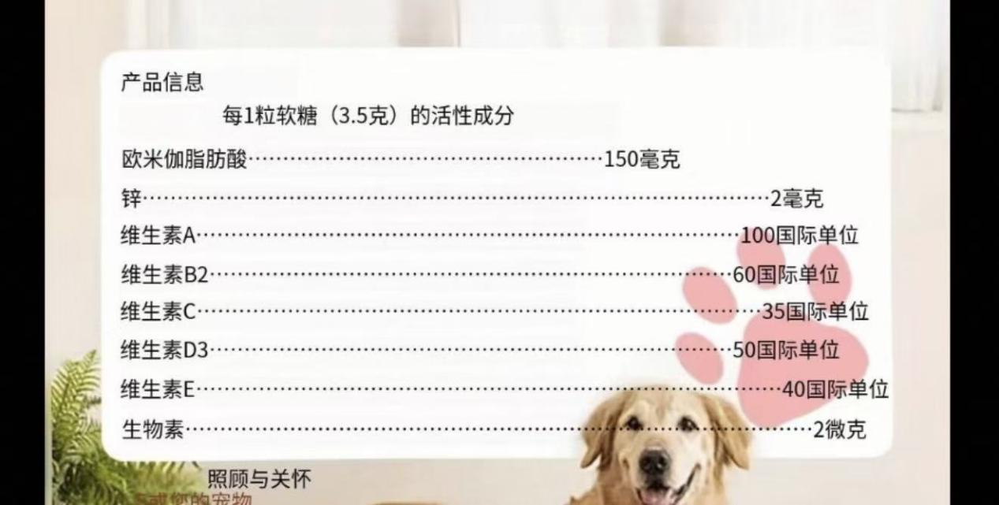 产品信息
每1粒软糖（3.5克）的活性成分
欧米伽脂肪酸………………………………………………150毫克
锌………………………………………………………………………………2毫克
维生素A……………………………………………………………………100国际单位
维生素B2…………………………………………………………………60国际单位
维生素C………………………………………………………………………35国际单位
维生素D3…………………………………………………………………50国际单位
维生素E…………………………………………………………………………40国际单位
生物素………………………………………………………………………………2微克
照顾与关怀
或您的宠物